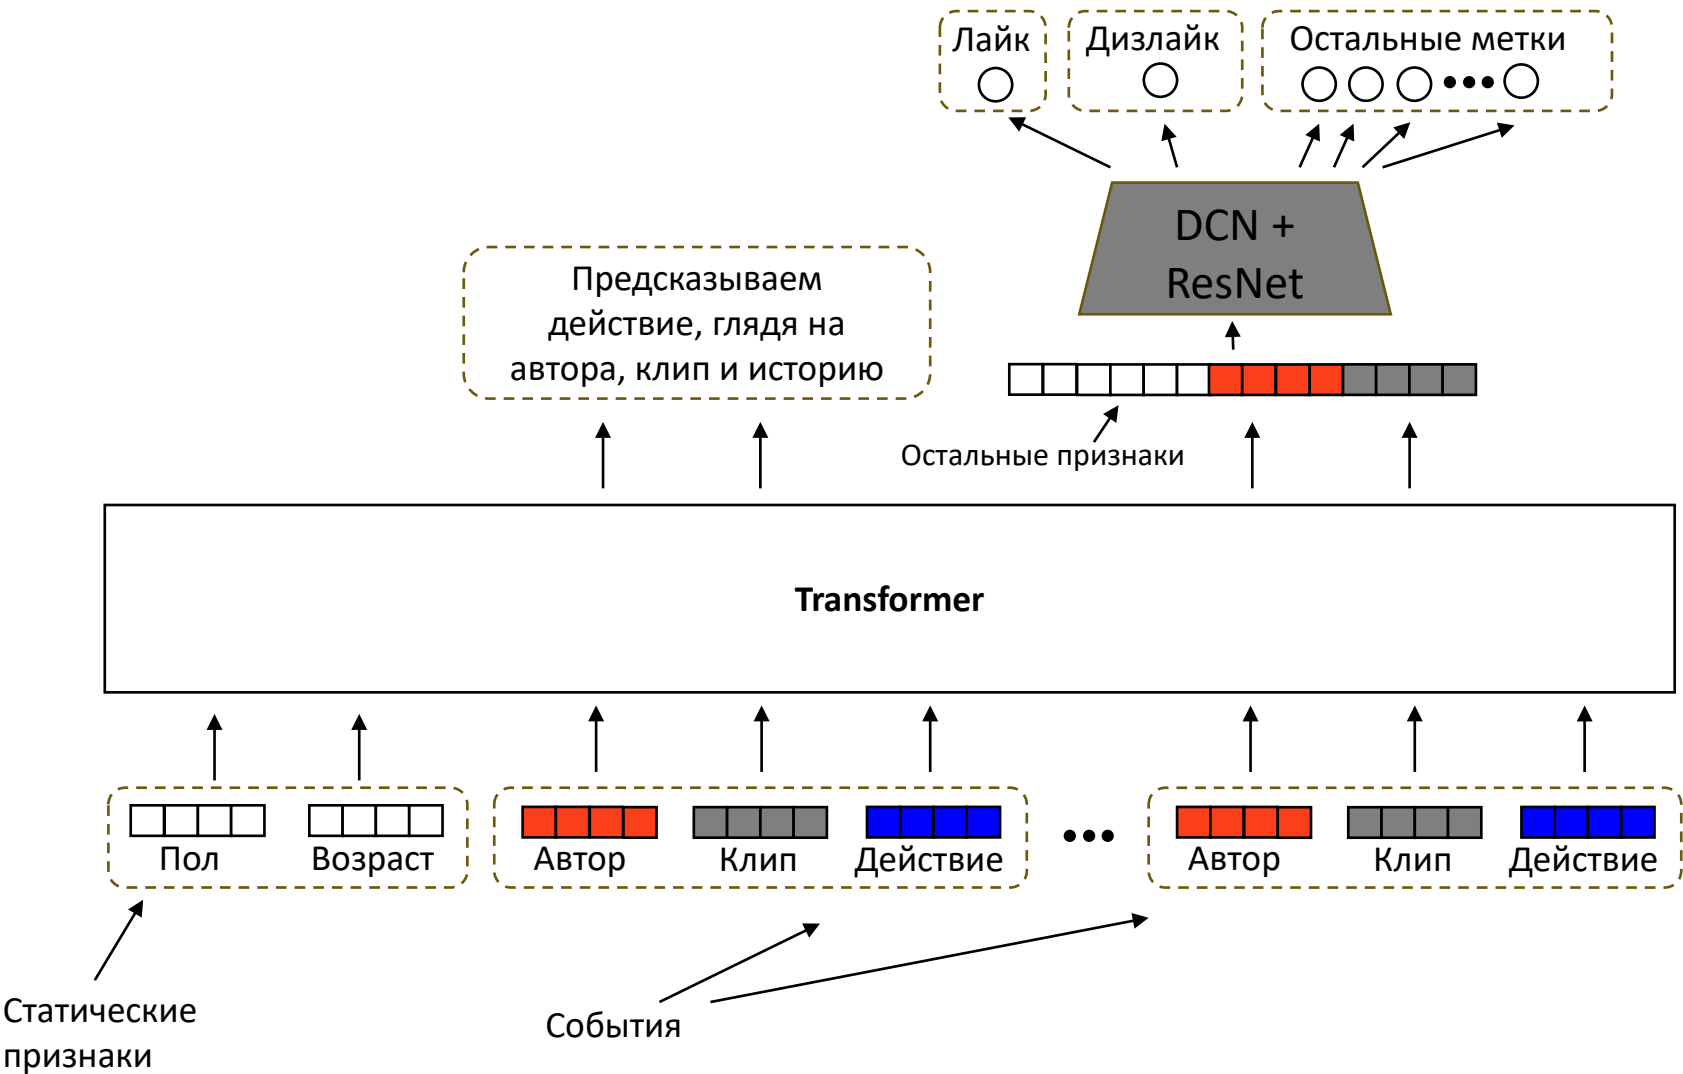 Лайк
Дизлайк
Остальные метки
DCN +
ResNet
Предсказываем
действие, глядя на
автора, клип и историю
Остальные признаки
Transformer
Пол
Возраст
Автор
Клип
Действие
Автор
Клип
Действие
Статические
признаки
События